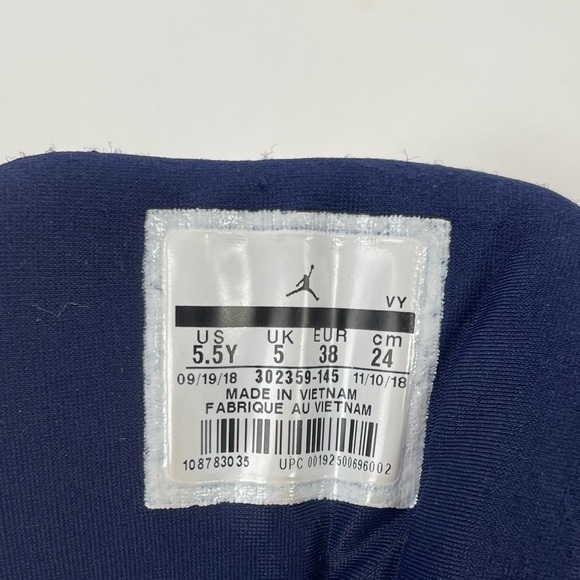 VY
US UK EUR cm
5.5Y 5 38 24
09/19/18 302359-145 11/10/18
MADE IN VIETNAM
FABRIQUE AU VIETNAM
108783035 UPC 00192500696002